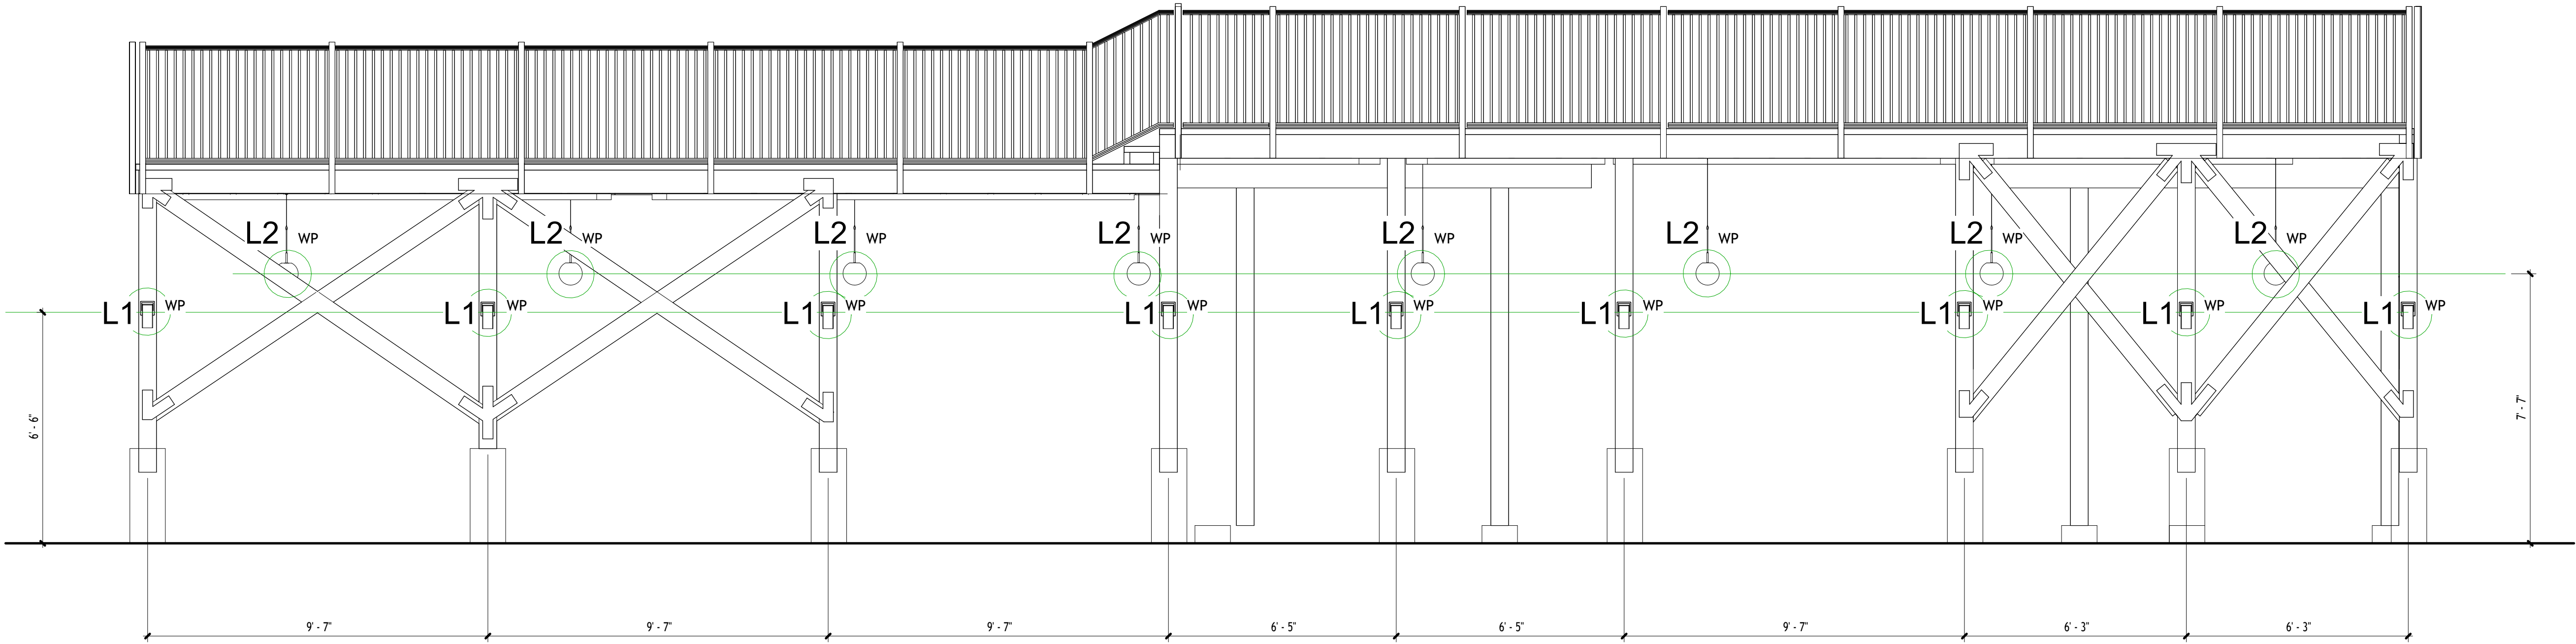 L2 WP L2 WP L2 WP L2 WP L2 WP L2 WP L2 WP L2 WP
L1 WP L1 WP L1 WP L1 WP L1 WP L1 WP L1 WP L1 WP L1 WP
6' - 6"
7' - 7"
9' - 7" 9' - 7" 9' - 7" 6' - 5" 6' - 5" 9' - 7" 6' - 3" 6' - 3"